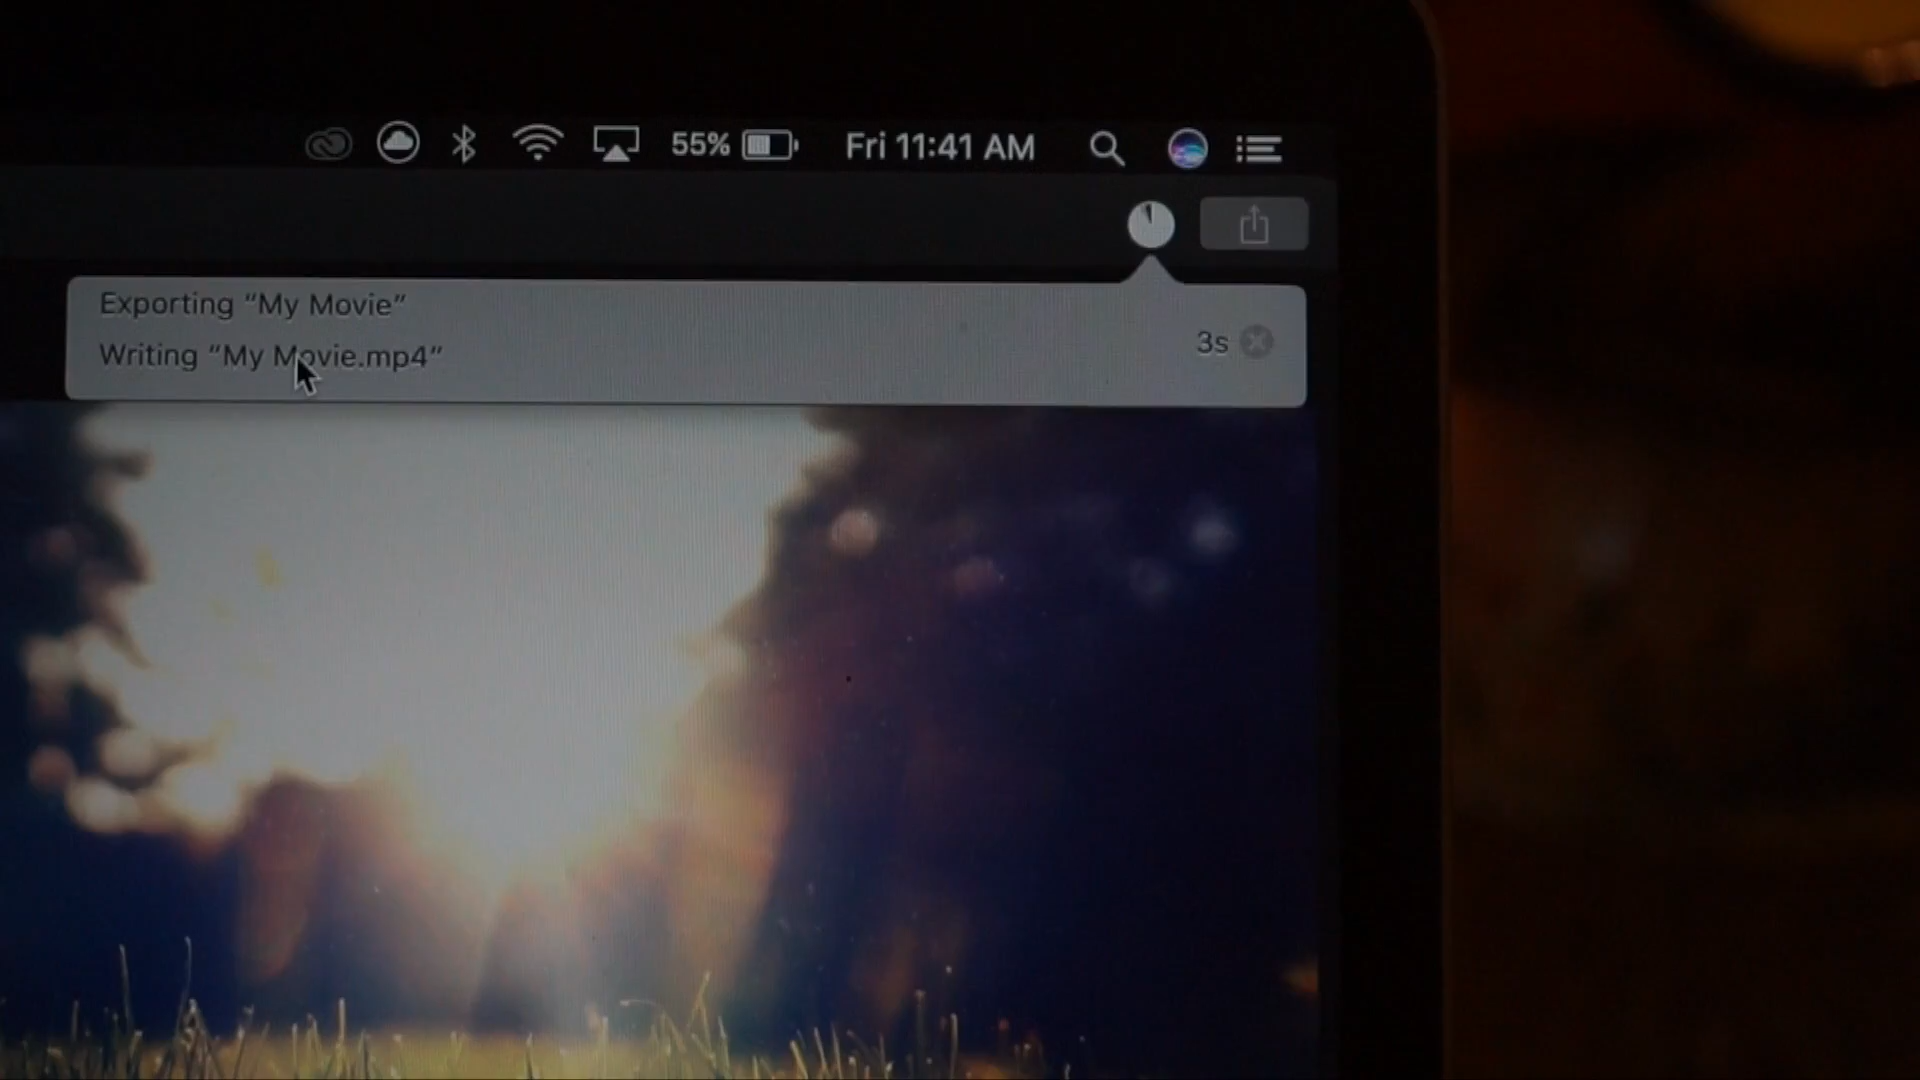 55% Fri 11:41 AM
Exporting “My Movie”
Writing “My Movie.mp4”
3s